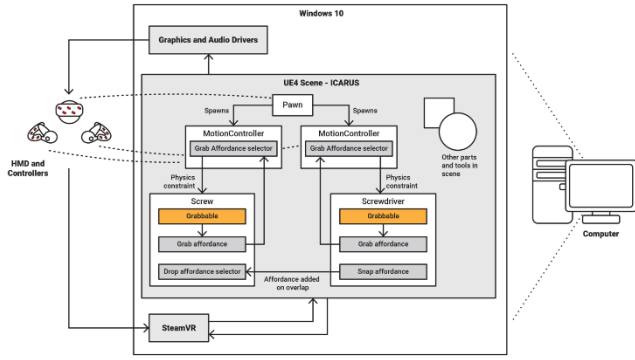 Windows 10
Graphics and Audio Drivers
UE4 Scene - ICARUS
Pawn
Spawns
Spawns
MotionController
MotionController
Grab Affordance selector
Grab Affordance selector
Other parts
and tools in
scene
HMD and
Controllers
Physics
constraint
Physics
constraint
Screw
Screwdriver
Grabbable
Grabbable
Grab affordance
Grab affordance
Drop affordance selector
Snap affordance
Affordance added
on overlap
Computer
SteamVR